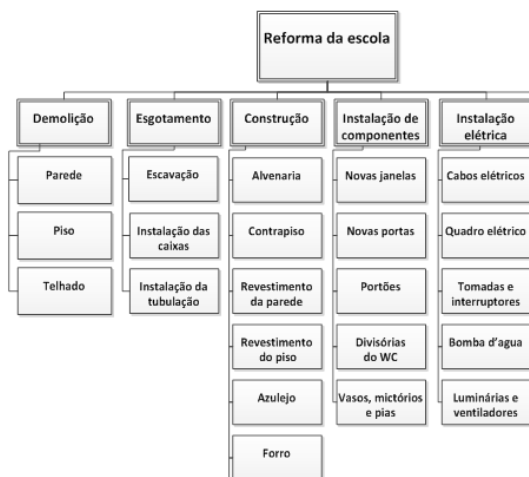 Reforma da escola
Demolição
Parede
Piso
Telhado
Esgotamento
Escavação
Instalação das
caixas
Instalação da
tubulação
Construção
Alvenaria
Contrapiso
Revestimento
da parede
Revestimento
do piso
Azulejo
Forro
Instalação de
componentes
Novas janelas
Novas portas
Portões
Divisórias
do WC
Vasos, mictórios
e pias
Instalação
elétrica
Cabos elétricos
Quadro elétrico
Tomadas e
interruptores
Bomba d’agua
Luminárias e
ventiladores